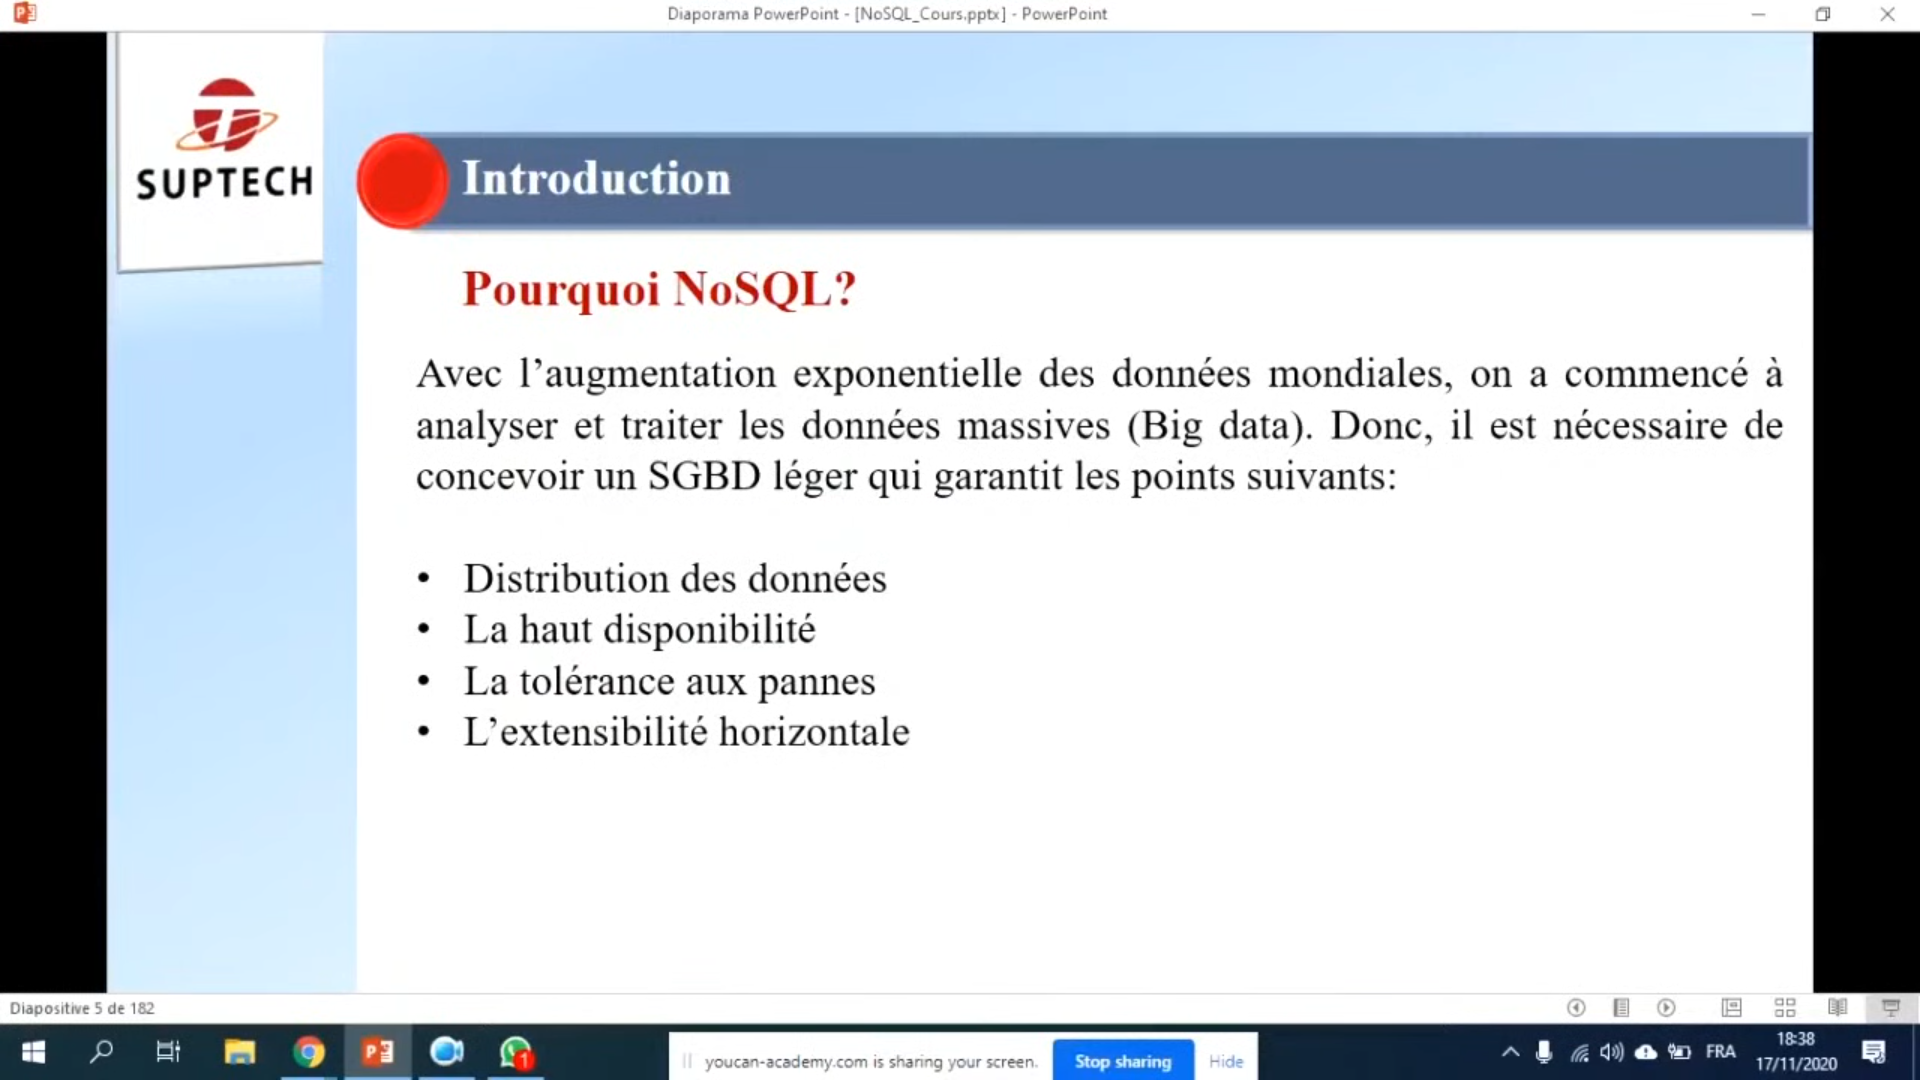 Diaporama PowerPoint - [NoSQL_Cours.pptx] - PowerPoint
SUPTECH
Introduction
Pourquoi NoSQL?
Avec l’augmentation exponentielle des données mondiales, on a commencé à
analyser et traiter les données massives (Big data). Donc, il est nécessaire de
concevoir un SGBD léger qui garantit les points suivants:
• Distribution des données
• La haut disponibilité
• La tolérance aux pannes
• L’extensibilité horizontale
Diapositive 5 de 182
youcan-academy.com is sharing your screen.
Stop sharing
Hide
1
FRA
18:38
17/11/2020